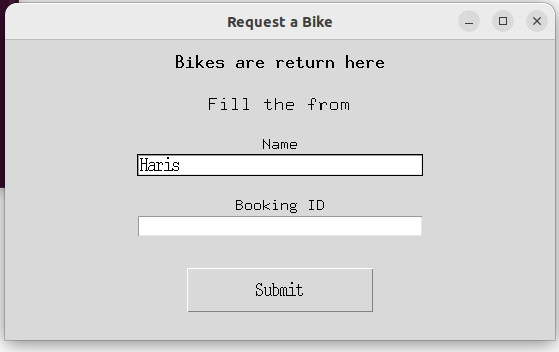 Request a Bike
Bikes are return here
Fill the from
Name
Haris
Booking ID
Submit